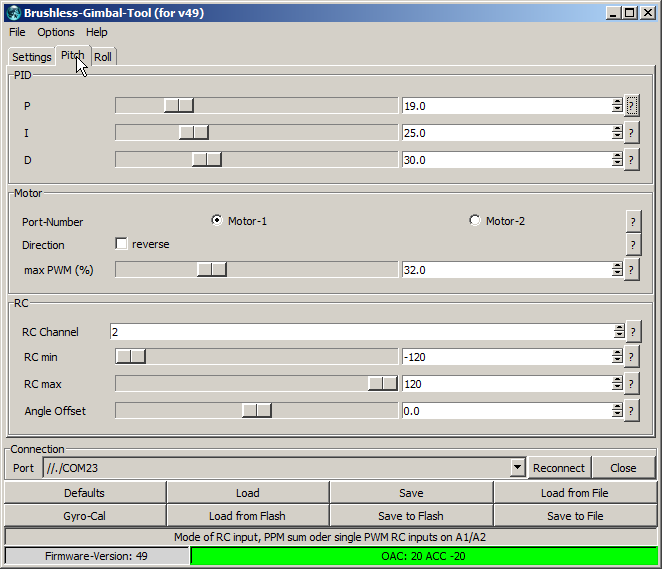 Brushless-Gimbal-Tool (for v49)
File Options Help
Settings Pitch Roll
PID
P 19.0 ?
I 25.0 ?
D 30.0 ?
Motor
Port-Number Motor-1 Motor-2 ?
Direction reverse ?
max PWM (%) 32.0 ?
RC
RC Channel 2 ?
RC min -120 ?
RC max 120 ?
Angle Offset 0.0 ?
Connection
Port //./COM23 Reconnect Close
Defaults Load Save Load from File
Gyro-Cal Load from Flash Save to Flash Save to File
Mode of RC input, PPM sum oder single PWM RC inputs on A1/A2
Firmware-Version: 49 OAC: 20 ACC -20